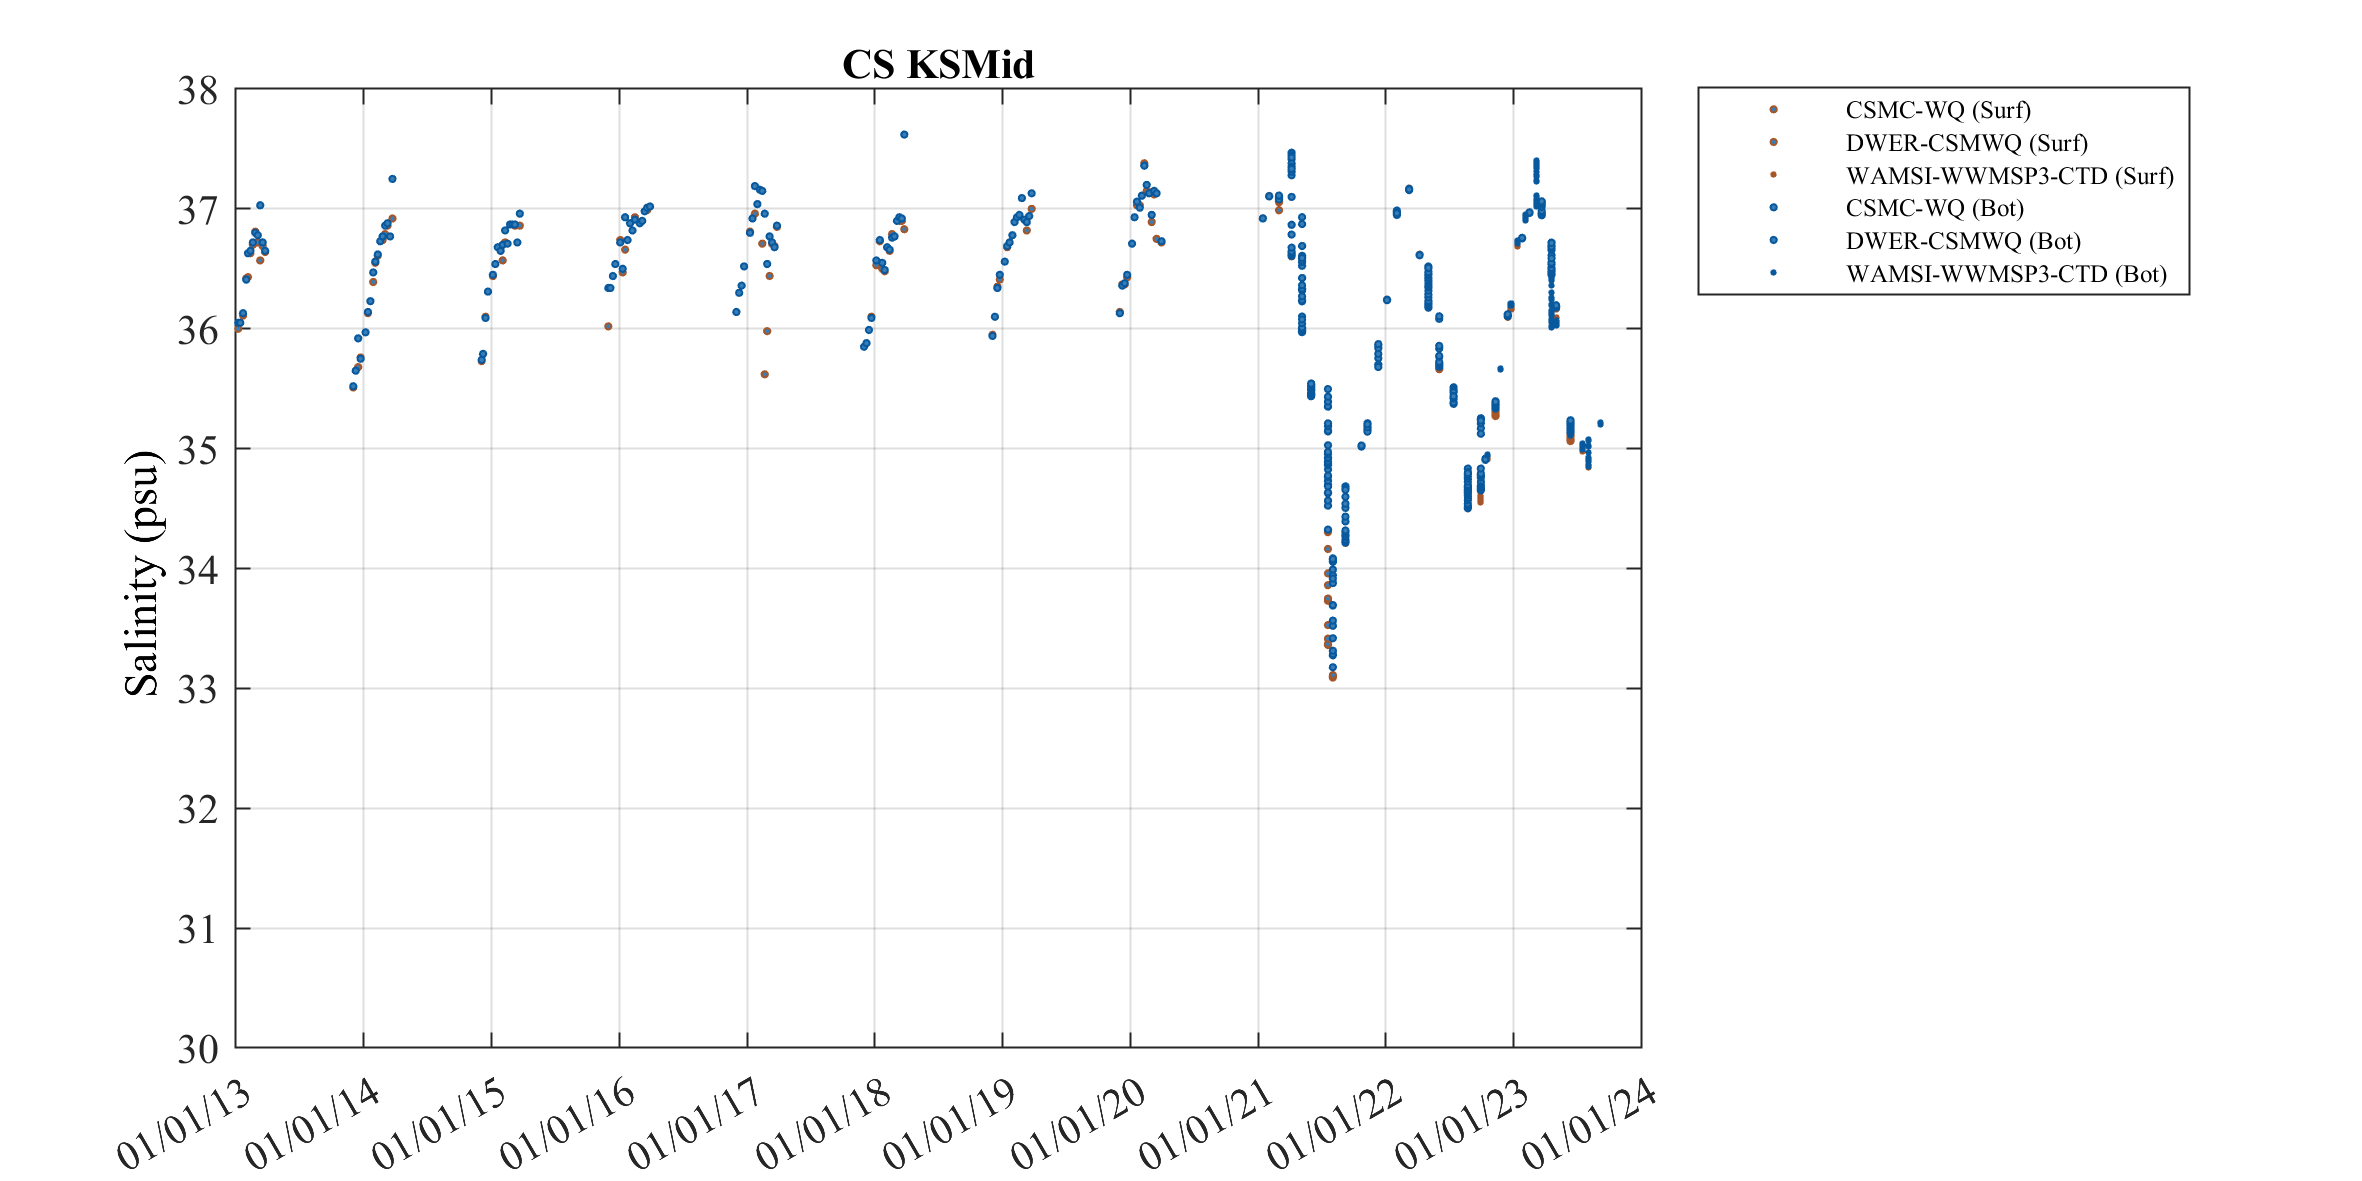 CS KSMid
38
37
36
35
34
33
32
31
30
Salinity (psu)
01/01/13
01/01/14
01/01/15
01/01/16
01/01/17
01/01/18
01/01/19
01/01/20
01/01/21
01/01/22
01/01/23
01/01/24
CSMC-WQ (Surf)
DWER-CSMWQ (Surf)
WAMSI-WWMSP3-CTD (Surf)
CSMC-WQ (Bot)
DWER-CSMWQ (Bot)
WAMSI-WWMSP3-CTD (Bot)